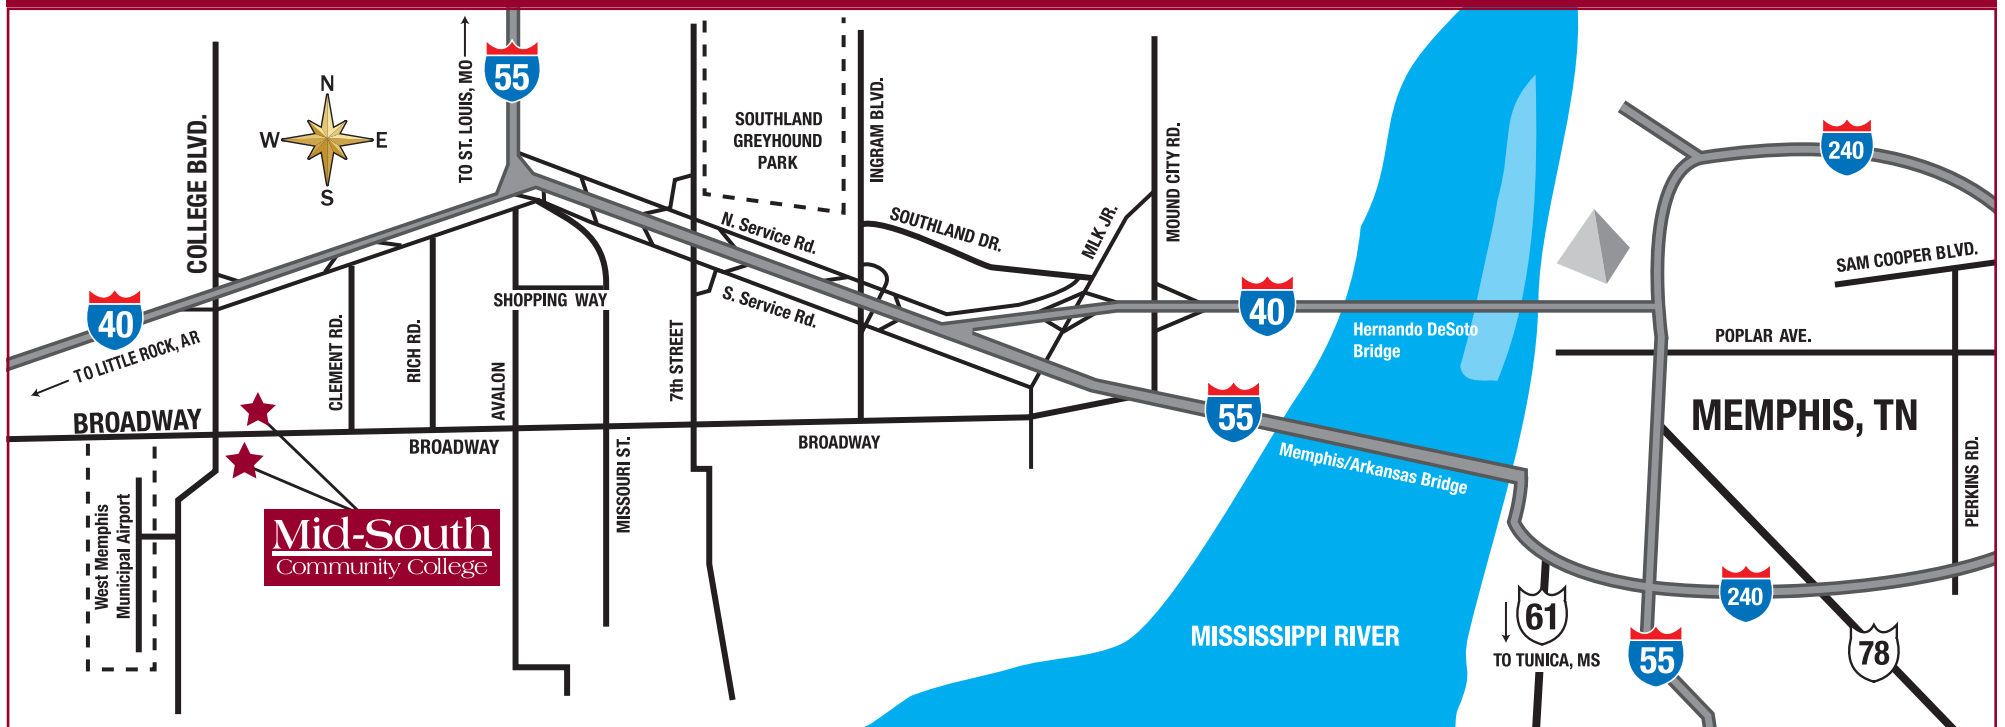 N
W
E
S
COLLEGE BLVD.
TO ST. LOUIS, MO
55
SOUTHLAND
GREYHOUND
PARK
INGRAM BLVD.
MOUND CITY RD.
240
N. Service Rd.
SOUTHLAND DR.
MLK JR.
SAM COOPER BLVD.
40
TO LITTLE ROCK, AR
SHOPPING WAY
S. Service Rd.
40
Hernando DeSoto
Bridge
POPLAR AVE.
CLEMENT RD.
RICH RD.
AVALON
7th STREET
BROADWAY
BROADWAY
BROADWAY
55
Memphis/Arkansas Bridge
MEMPHIS, TN
PERKINS RD.
MISSOURI ST.
West Memphis
Municipal Airport
Mid-South
Community College
MISSISSIPPI RIVER
61
TO TUNICA, MS
55
240
78